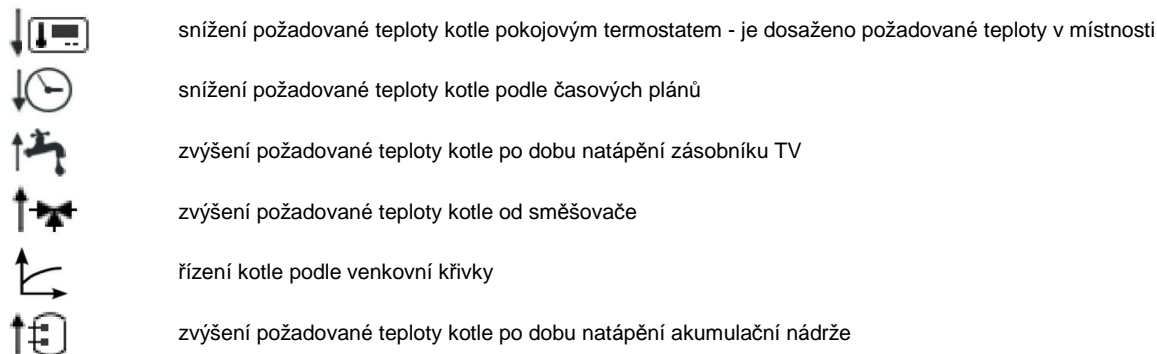 snížení požadované teploty kotle pokojovým termostatem - je dosaženo požadované teploty v místnosti
snížení požadované teploty kotle podle časových plánů
zvýšení požadované teploty kotle po dobu natápění zásobníku TV
zvýšení požadované teploty kotle od směšovače
řízení kotle podle venkovní křivky
zvýšení požadované teploty kotle po dobu natápění akumulační nádrže